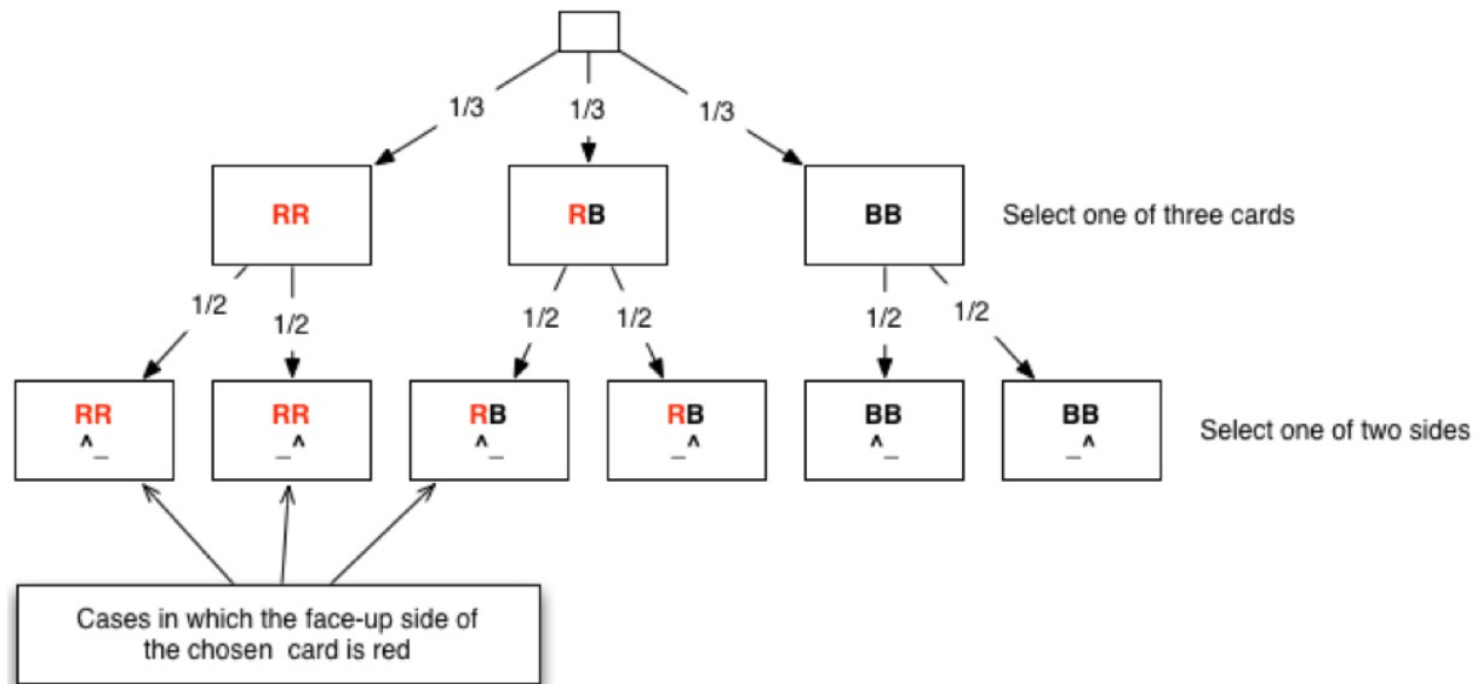 1/3 1/3 1/3
RR RB BB Select one of three cards
1/2 1/2 1/2 1/2 1/2 1/2
RR RR RB RB BB BB
^_ _^ ^_ _^ ^_ _^
Select one of two sides
Cases in which the face-up side of
the chosen card is red